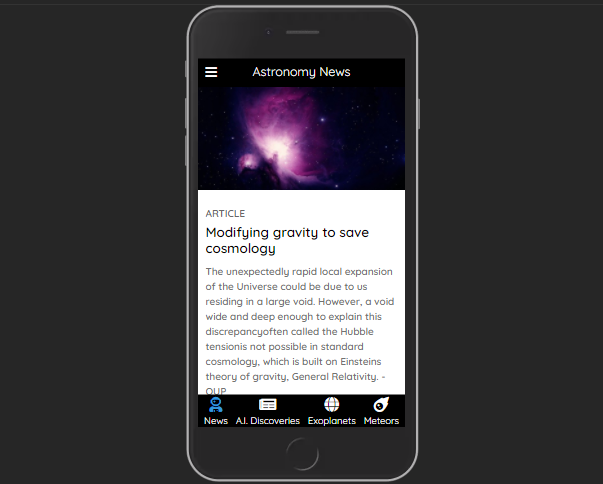 Astronomy News
ARTICLE
Modifying gravity to save
cosmology
The unexpectedly rapid local expansion
of the Universe could be due to us
residing in a large void. However, a void
wide and deep enough to explain this
discrepancyoften called the Hubble
tensionis not possible in standard
cosmology, which is built on Einsteins
theory of gravity, General Relativity. -
OUP
News A.I. Discoveries Exoplanets Meteors